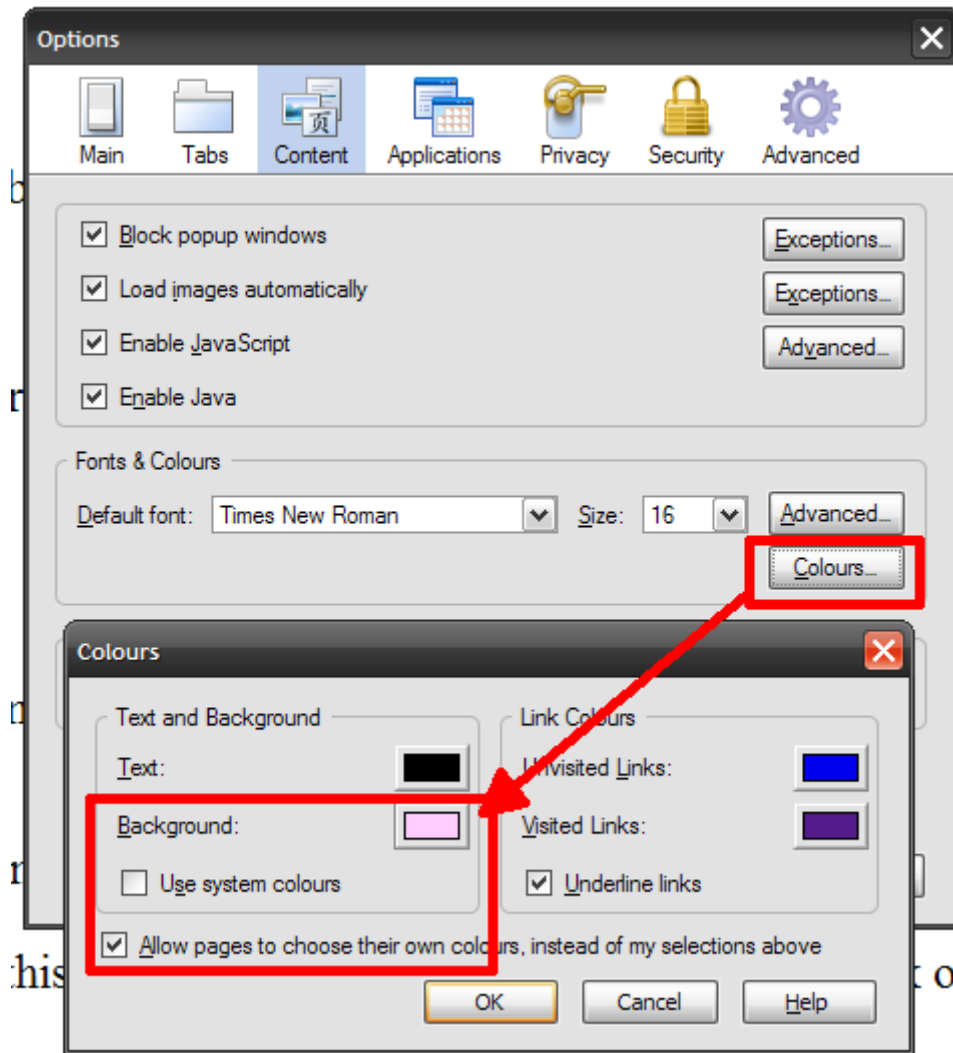 Options
页
Main Tabs Content Applications Privacy Security Advanced
b
Block popup windows Exceptions...
Load images automatically Exceptions...
Enable JavaScript Advanced...
r Enable Java
Fonts & Colours
Default font: Times New Roman Size: 16 Advanced...
Colours...
Colours
Text and Background Link Colours
n
Text: Unvisited Links:
Background: Visited Links:
Use system colours Underline links
Allow pages to choose their own colours, instead of my selections above
this
OK Cancel Help